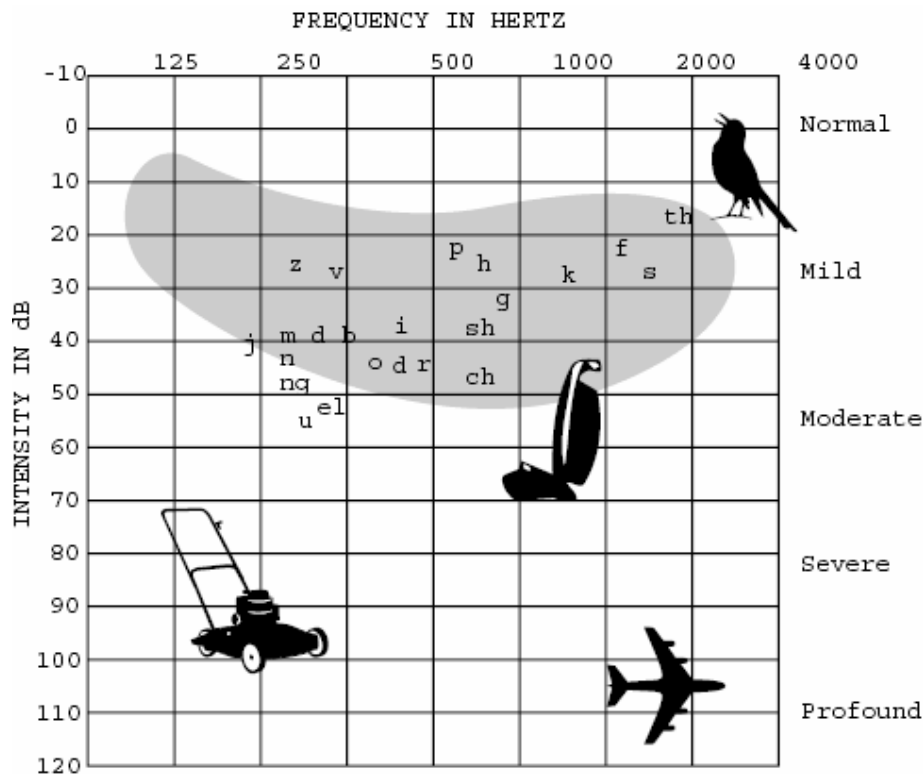 FREQUENCY IN HERTZ
125 250 500 1000 2000 4000
-10
0 Normal
10
th
20
p f
z v h k s Mild
30
g
i sh
40 j m d b
n o d r
nq ch
50
el
u Moderate
60
70
80 Severe
90
100
110 Profound
120
INTENSITY IN dB